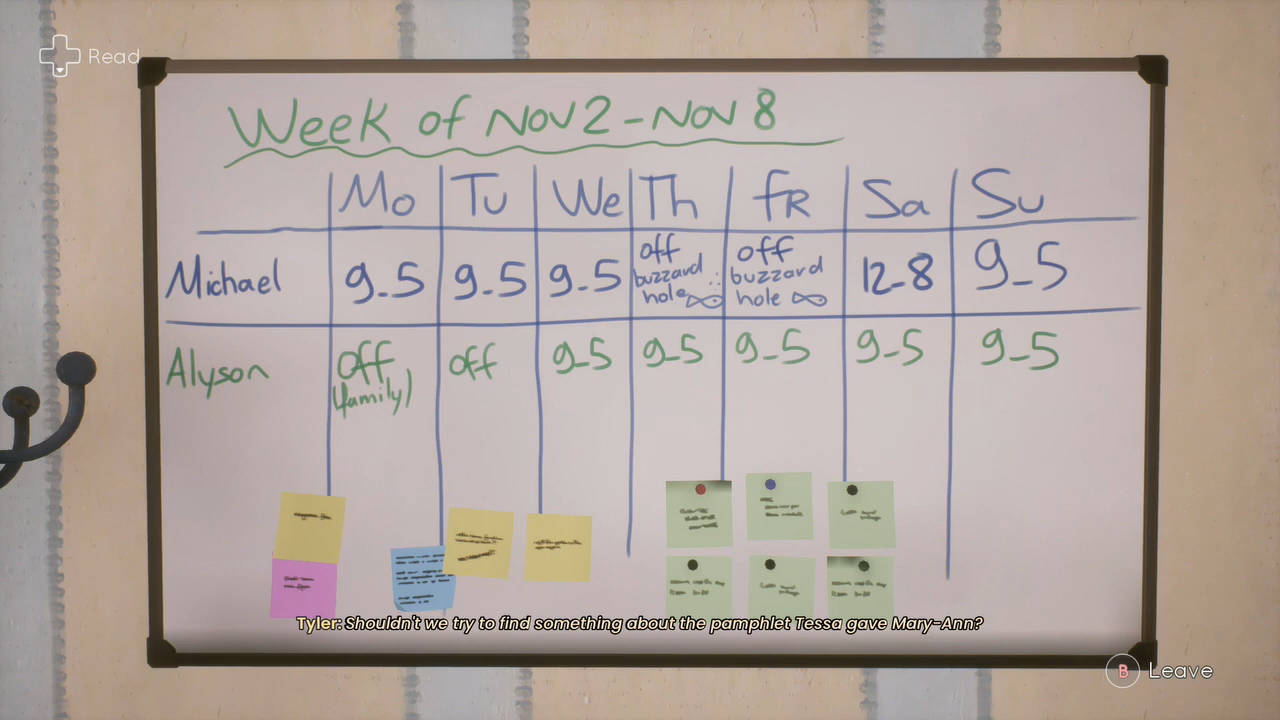 Read
Week of Nov 2 - Nov 8
Mo Tu We Th FR Sa Su
Michael 9-5 9-5 9-5 off buzzard hole off buzzard hole 12-8 9-5
Alyson off (family) off 9-5 9-5 9-5 9-5 9-5
Tyler: Shouldn't we try to find something about the pamphlet Tessa gave Mary-Ann?
B Leave